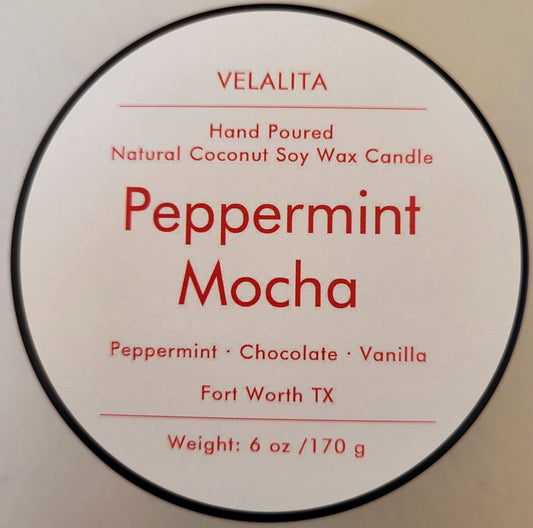 VELALITA
Hand Poured
Natural Coconut Soy Wax Candle
Peppermint
Mocha
Peppermint · Chocolate · Vanilla
Fort Worth TX
Weight: 6 oz /170 g